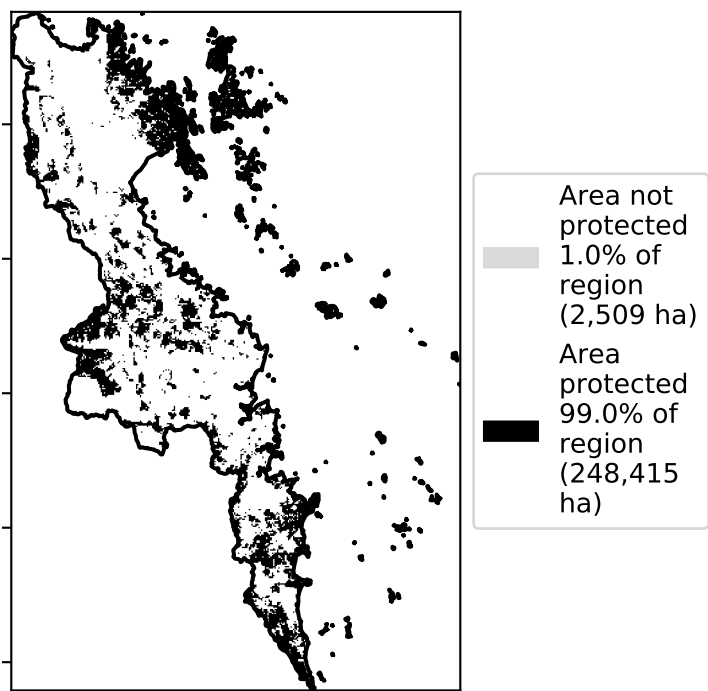 Area not
protected
1.0% of
region
(2,509 ha)
Area
protected
99.0% of
region
(248,415
ha)